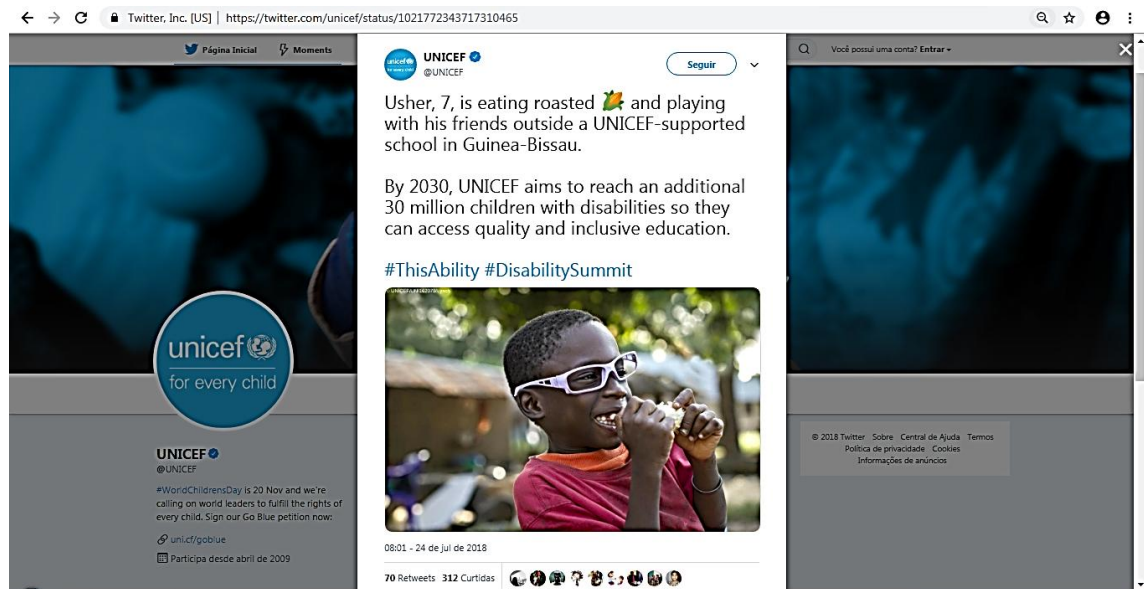 Twitter, Inc. [US] | https://twitter.com/unicef/status/1021772343717310465
Página Inicial Moments
Você possui uma conta? Entrar
unicef
for every child
UNICEF
@UNICEF
Seguir
Usher, 7, is eating roasted 🌽 and playing
with his friends outside a UNICEF-supported
school in Guinea-Bissau.
By 2030, UNICEF aims to reach an additional
30 million children with disabilities so they
can access quality and inclusive education.
#ThisAbility #DisabilitySummit
08:01 - 24 de jul de 2018
70 Retweets 312 Curtidas
unicef
for every child
UNICEF
@UNICEF
#WorldChildrensDay is 20 Nov and we're
calling on world leaders to fulfill the rights of
every child. Sign our Go Blue petition now:
uni.cf/goblue
Participa desde abril de 2009
© 2018 Twitter Sobre Central de Ajuda Termos
Política de privacidade Cookies
Informações de anúncios